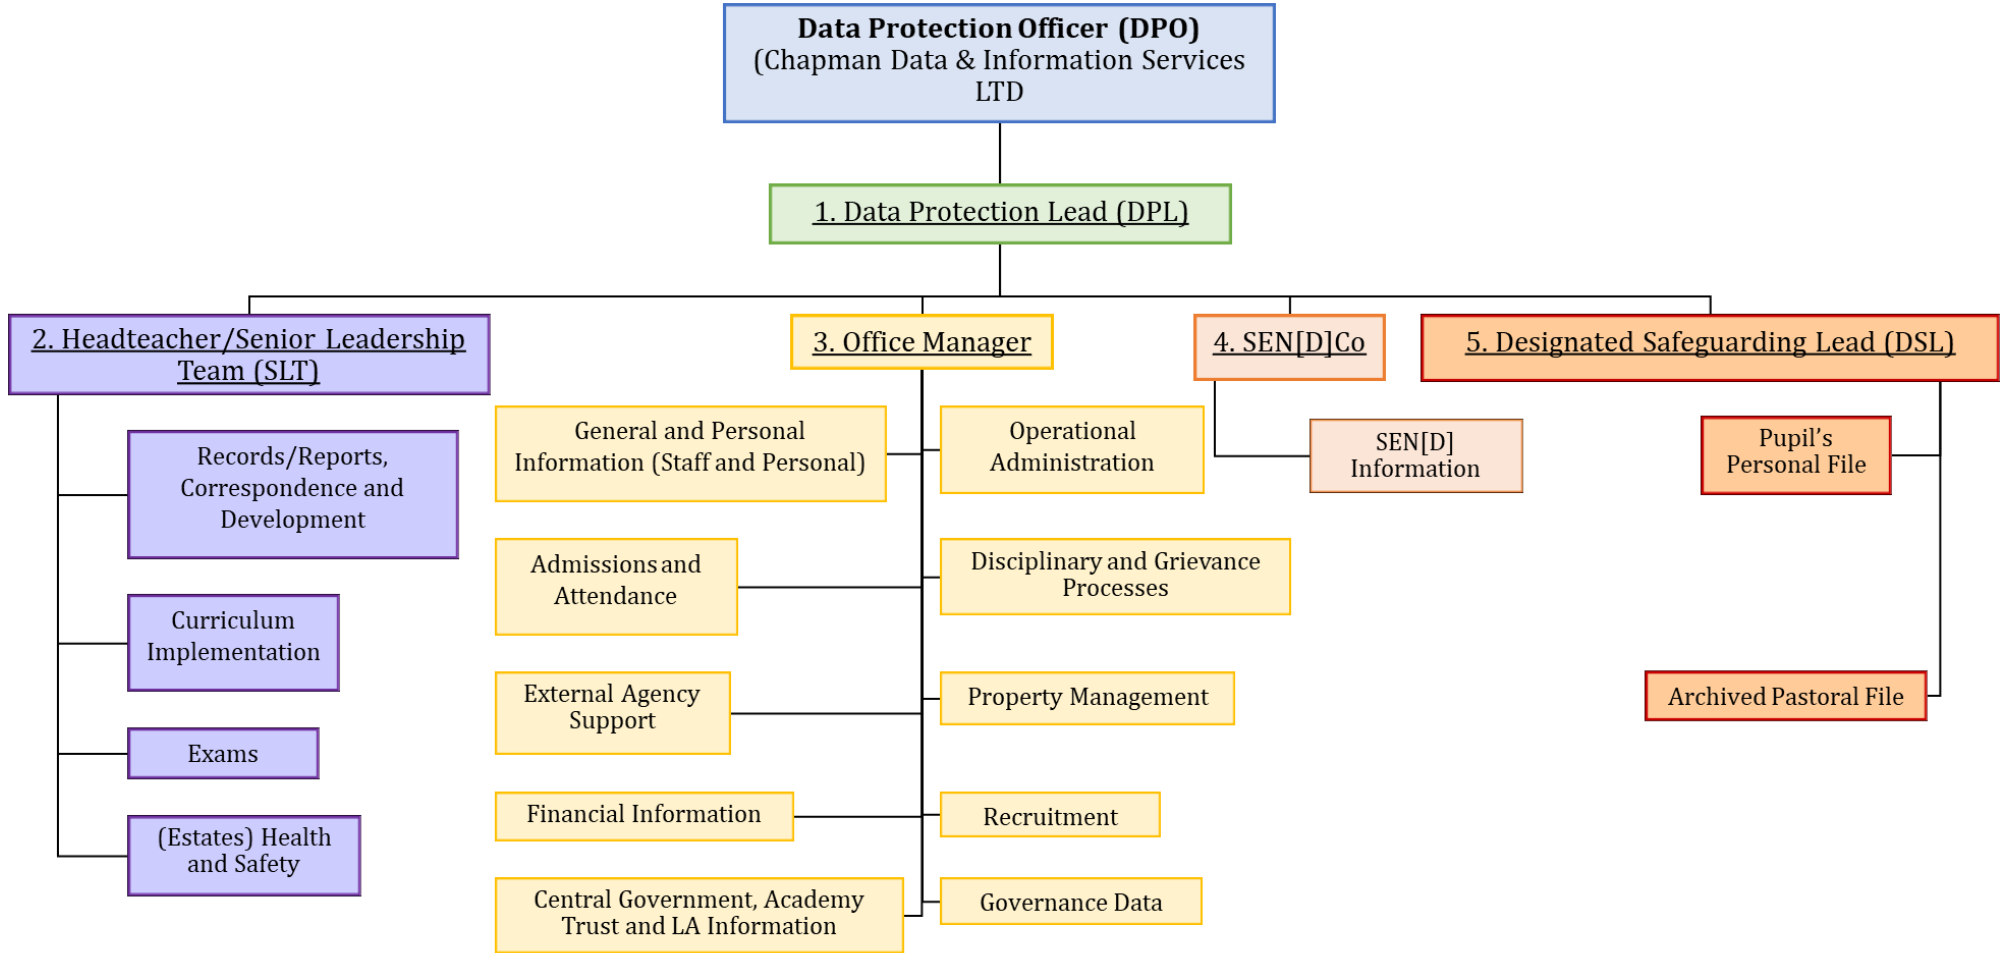 Data Protection Officer (DPO)
(Chapman Data & Information Services
LTD
1. Data Protection Lead (DPL)
2. Headteacher/Senior Leadership
Team (SLT)
Records/Reports,
Correspondence and
Development
Curriculum
Implementation
Exams
(Estates) Health
and Safety
3. Office Manager
General and Personal
Information (Staff and Personal)
Admissions and
Attendance
External Agency
Support
Financial Information
Central Government, Academy
Trust and LA Information
Operational
Administration
Disciplinary and Grievance
Processes
Property Management
Recruitment
Governance Data
4. SEN[D]Co
SEN[D]
Information
5. Designated Safeguarding Lead (DSL)
Pupil’s
Personal File
Archived Pastoral File